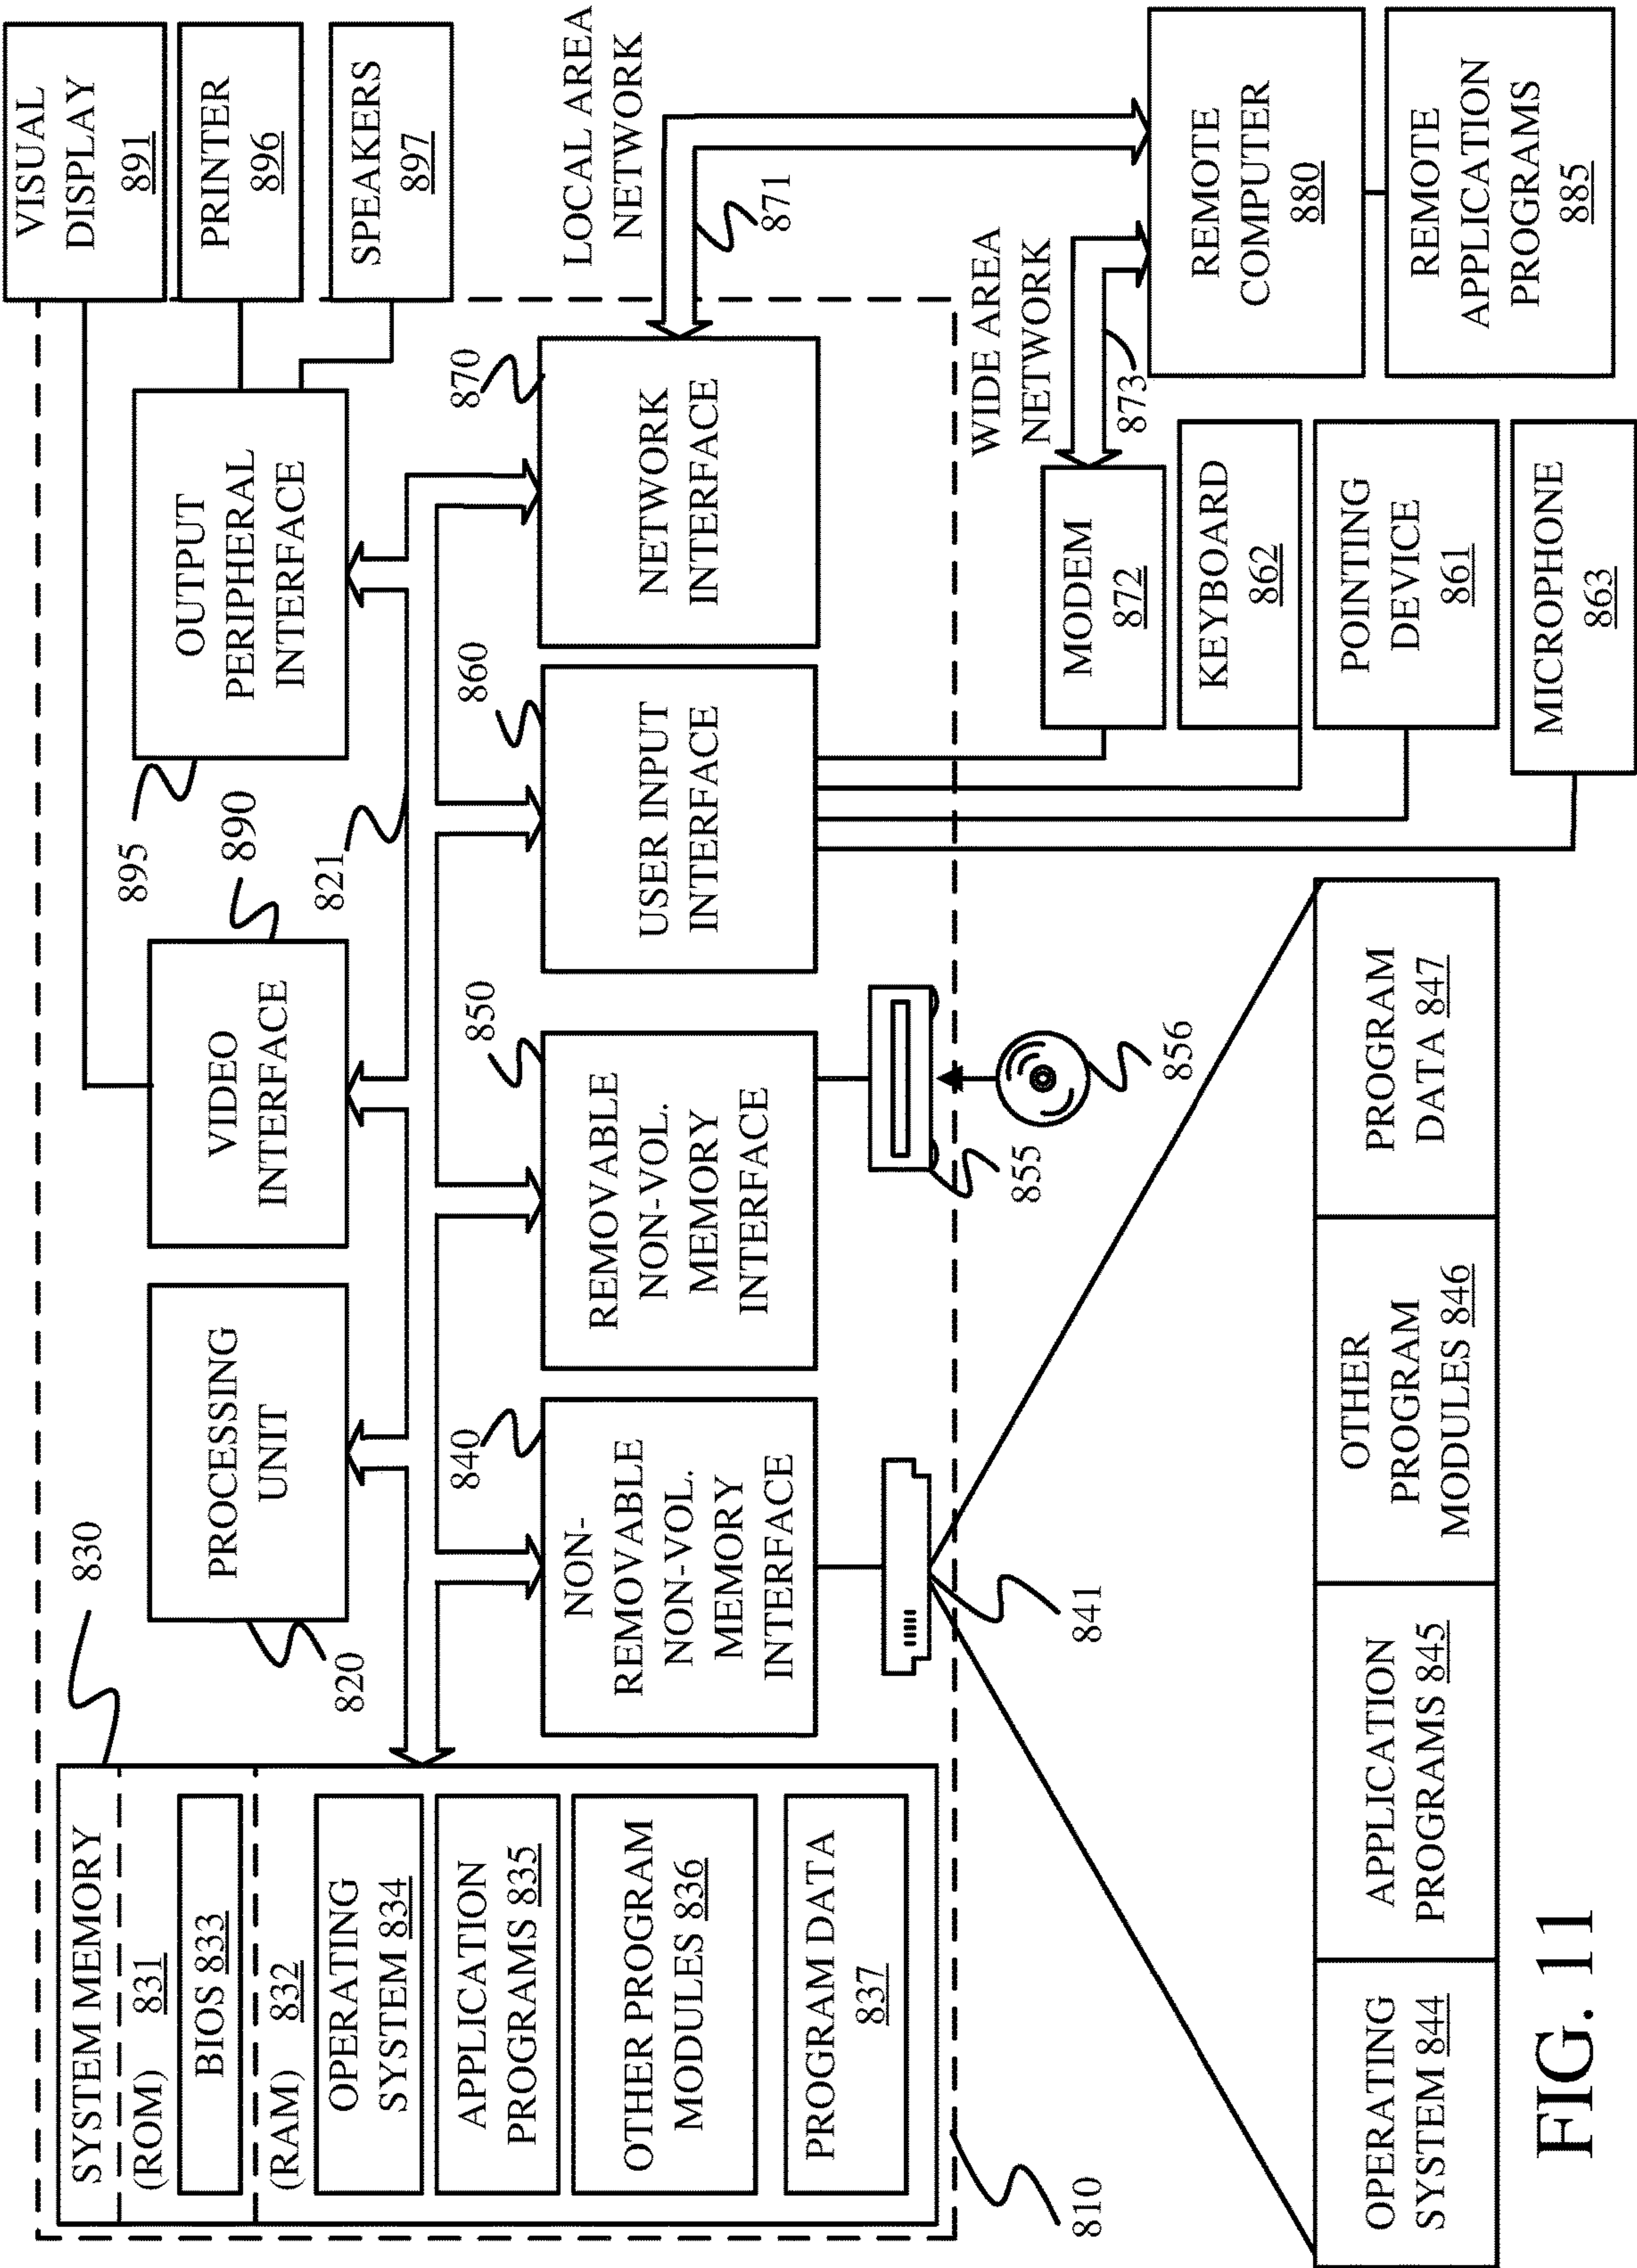 SYSTEM MEMORY
(ROM) 831
BIOS 833
(RAM) 832
OPERATING
SYSTEM 834
APPLICATION
PROGRAMS 835
OTHER PROGRAM
MODULES 836
PROGRAM DATA
837
830
PROCESSING
UNIT
820
VIDEO
INTERFACE
890
821
OUTPUT
PERIPHERAL
INTERFACE
895
VISUAL
DISPLAY
891
PRINTER
896
SPEAKERS
897
NON-
REMOVABLE
NON-VOL.
MEMORY
INTERFACE
840
REMOVABLE
NON-VOL.
MEMORY
INTERFACE
850
USER INPUT
INTERFACE
860
NETWORK
INTERFACE
870
LOCAL AREA
NETWORK
871
810
841
855
856
WIDE AREA
NETWORK
873
MODEM
872
KEYBOARD
862
POINTING
DEVICE
861
MICROPHONE
863
REMOTE
COMPUTER
880
REMOTE
APPLICATION
PROGRAMS
885
OPERATING
SYSTEM 844
APPLICATION
PROGRAMS 845
OTHER
PROGRAM
MODULES 846
PROGRAM
DATA 847
FIG. 11